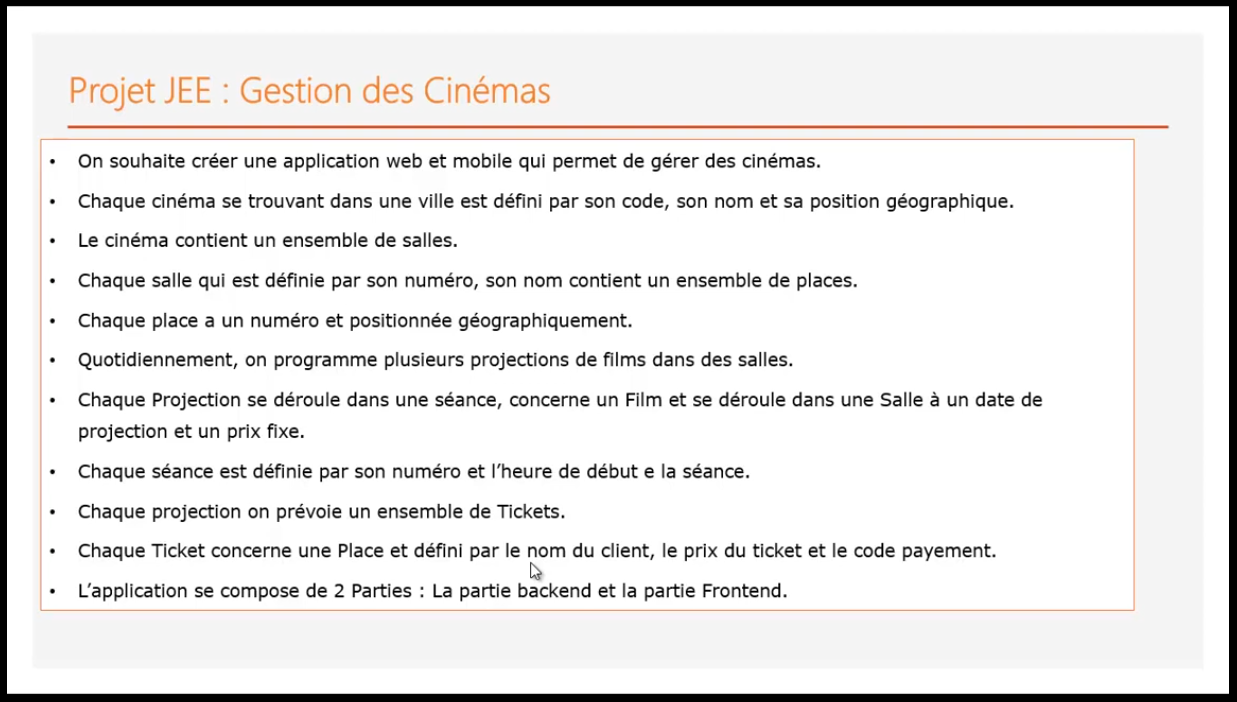 Projet JEE : Gestion des Cinémas
• On souhaite créer une application web et mobile qui permet de gérer des cinémas.
• Chaque cinéma se trouvant dans une ville est défini par son code, son nom et sa position géographique.
• Le cinéma contient un ensemble de salles.
• Chaque salle qui est définie par son numéro, son nom contient un ensemble de places.
• Chaque place a un numéro et positionnée géographiquement.
• Quotidiennement, on programme plusieurs projections de films dans des salles.
• Chaque Projection se déroule dans une séance, concerne un Film et se déroule dans une Salle à un date de
projection et un prix fixe.
• Chaque séance est définie par son numéro et l’heure de début e la séance.
• Chaque projection on prévoie un ensemble de Tickets.
• Chaque Ticket concerne une Place et défini par le nom du client, le prix du ticket et le code payement.
• L’application se compose de 2 Parties : La partie backend et la partie Frontend.